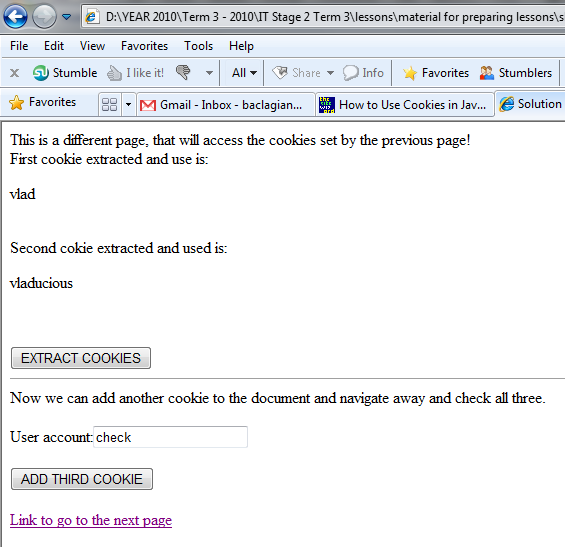 D:\YEAR 2010\Term 3 - 2010\IT Stage 2 Term 3\lessons\material for preparing lessons\s
File Edit View Favorites Tools Help
x Stumble I like it! All Share Info Favorites Stumblers
Favorites Gmail - Inbox - baclagian... How to Use Cookies in Jav... Solution
This is a different page, that will access the cookies set by the previous page!
First cookie extracted and use is:
vlad
Second cokie extracted and used is:
vladucious
EXTRACT COOKIES
Now we can add another cookie to the document and navigate away and check all three.
User account: check
ADD THIRD COOKIE
Link to go to the next page